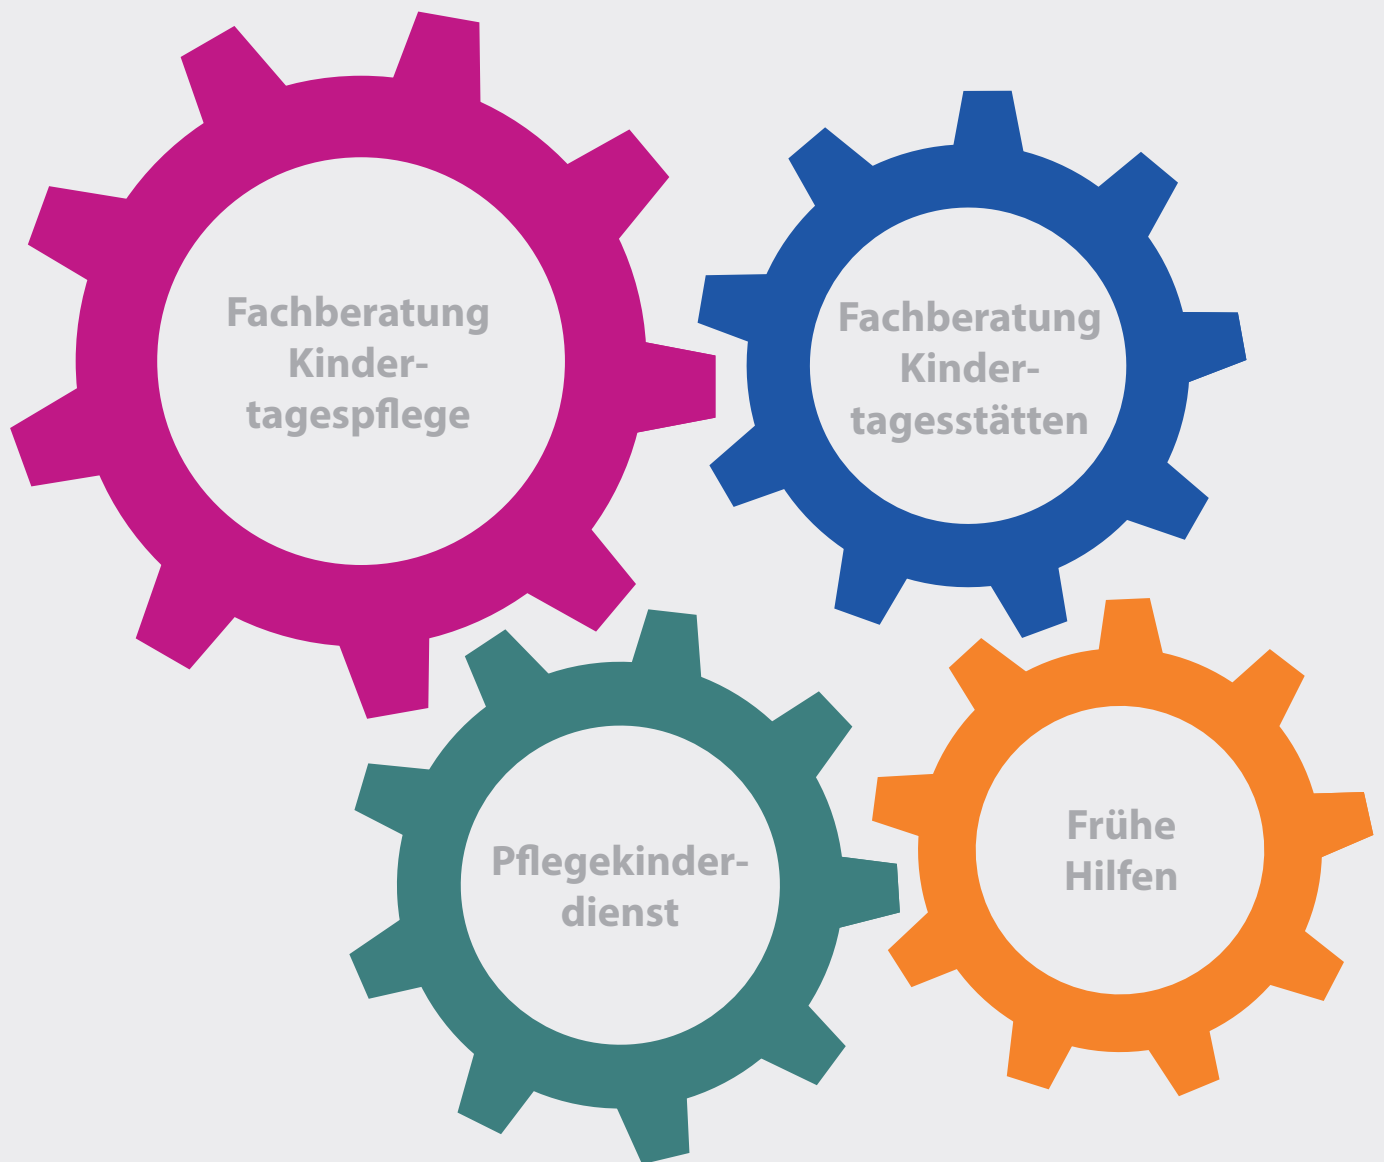 Fachberatung
Kinder-
tagespflege
Fachberatung
Kinder-
tagesstätten
Pflegekinder-
dienst
Frühe
Hilfen